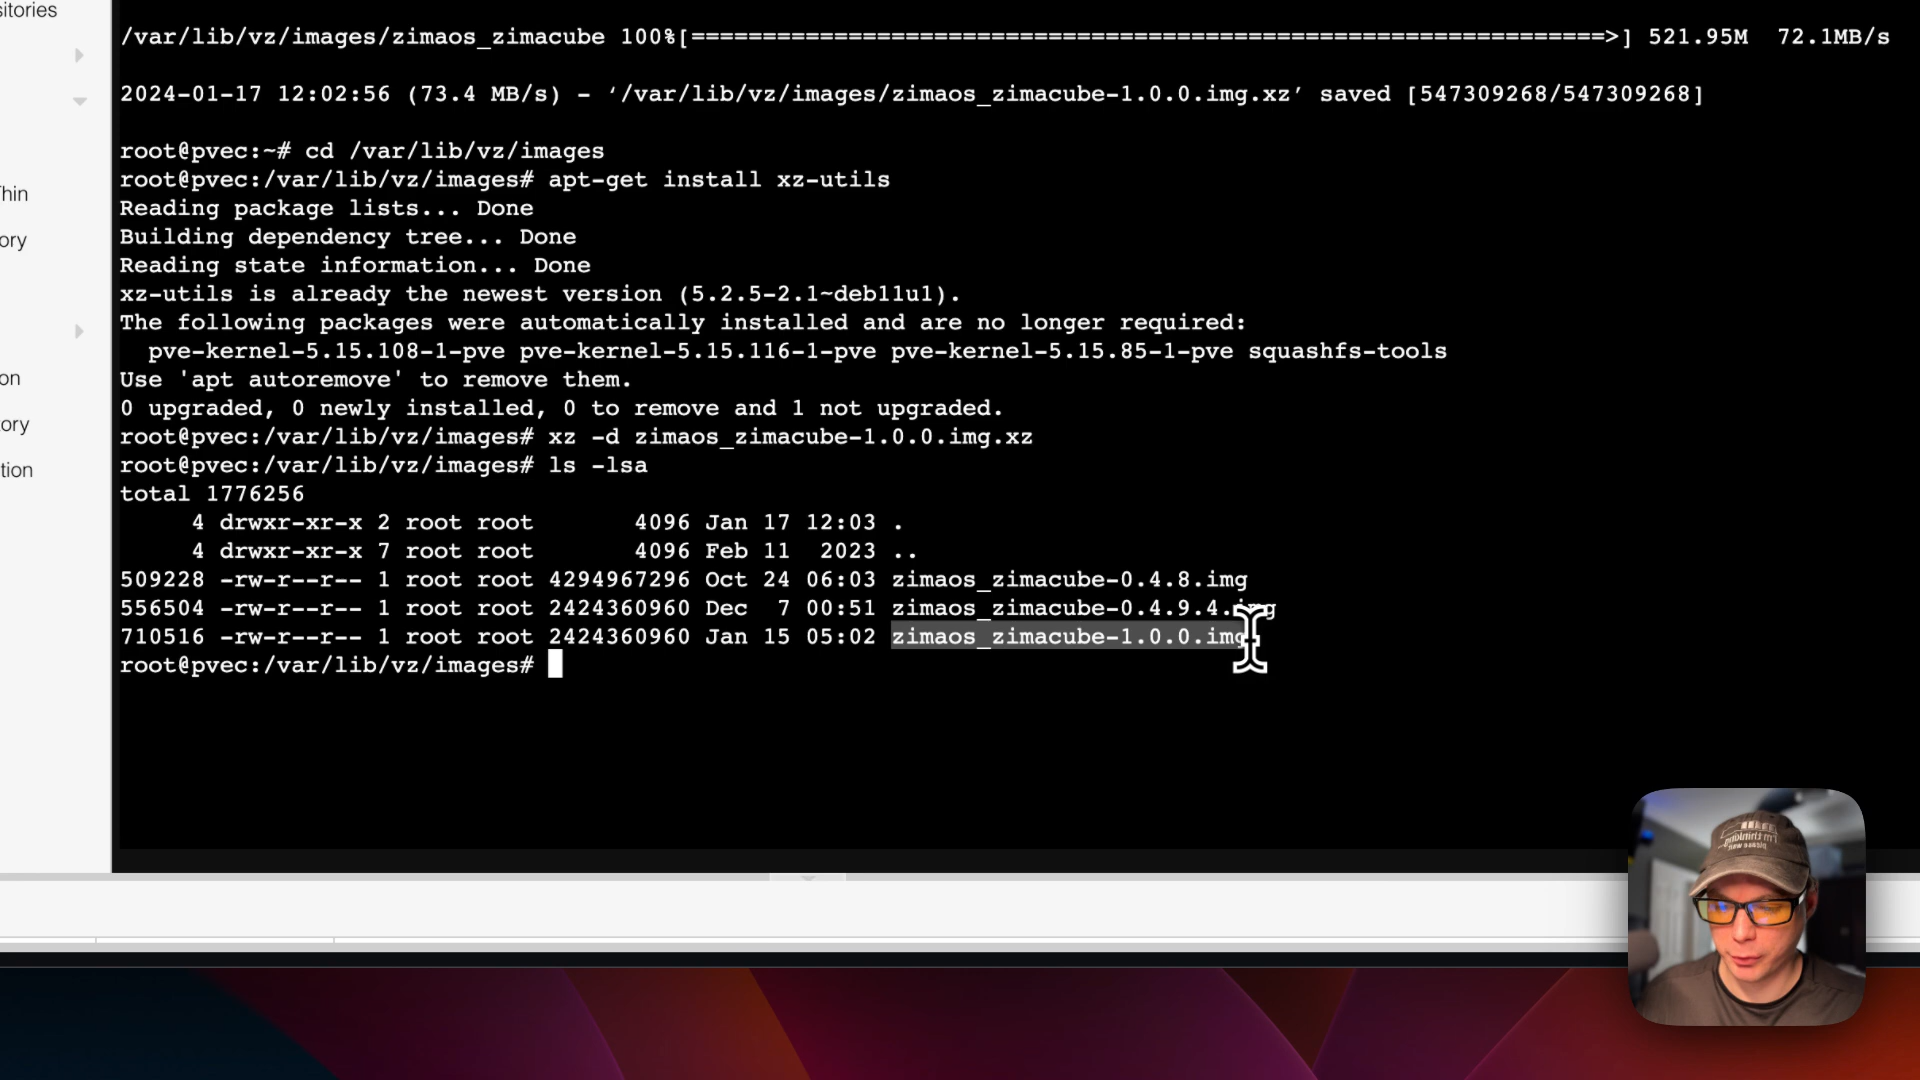 sitories
/var/lib/vz/images/zimaos_zimacube 100%[================================================================>] 521.95M  72.1MB/s
2024-01-17 12:02:56 (73.4 MB/s) - ‘/var/lib/vz/images/zimaos_zimacube-1.0.0.img.xz’ saved [547309268/547309268]
root@pvec:~# cd /var/lib/vz/images
root@pvec:/var/lib/vz/images# apt-get install xz-utils
Thin
Reading package lists... Done
ory
Building dependency tree... Done
Reading state information... Done
xz-utils is already the newest version (5.2.5-2.1~deb11u1).
The following packages were automatically installed and are no longer required:
pve-kernel-5.15.108-1-pve pve-kernel-5.15.116-1-pve pve-kernel-5.15.85-1-pve squashfs-tools
on
Use 'apt autoremove' to remove them.
0 upgraded, 0 newly installed, 0 to remove and 1 not upgraded.
tory
root@pvec:/var/lib/vz/images# xz -d zimaos_zimacube-1.0.0.img.xz
tion
root@pvec:/var/lib/vz/images# ls -lsa
total 1776256
4 drwxr-xr-x 2 root root       4096 Jan 17 12:03 .
4 drwxr-xr-x 7 root root       4096 Feb 11  2023 ..
509228 -rw-r--r-- 1 root root 4294967296 Oct 24 06:03 zimaos_zimacube-0.4.8.img
556504 -rw-r--r-- 1 root root 2424360960 Dec  7 00:51 zimaos_zimacube-0.4.9.4.img
710516 -rw-r--r-- 1 root root 2424360960 Jan 15 05:02 zimaos_zimacube-1.0.0.img
root@pvec:/var/lib/vz/images#